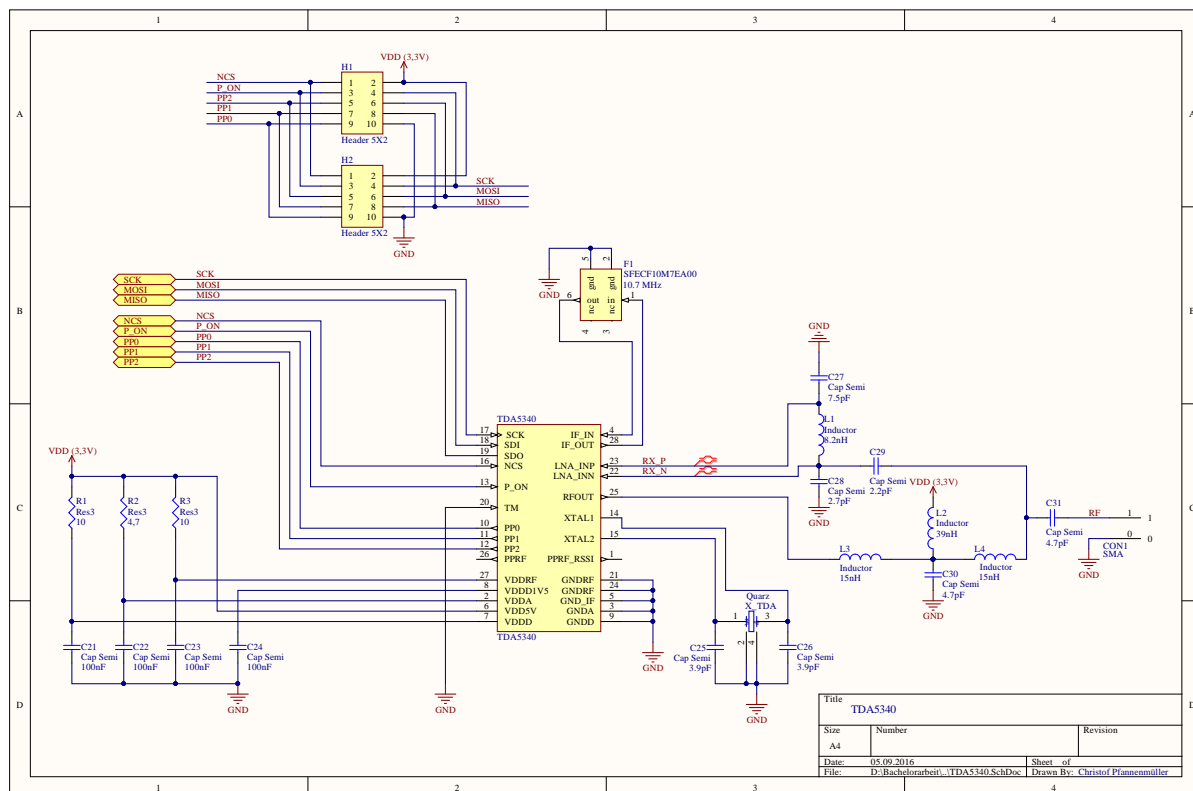 1 2 3 4
A
VDD (3,3V)
H1
NCS
P_ON
PP2
PP1
PP0
1 2
3 4
5 6
7 8
9 10
Header 5X2
H2
1 2
3 4
5 6
7 8
9 10
SCK
MOSI
MISO
Header 5X2
GND
A
B
SCK SCK
MOSI MOSI
MISO MISO
NCS NCS
P_ON P_ON
PP0 PP0
PP1 PP1
PP2 PP2
GND
5 2
gnd gnd
6 out in 1
nc nc
4 3
F1
SFECF10M7EA00
10.7 MHz
B
GND
C27
Cap Semi
7.5pF
L1
Inductor
8.2nH
C29
Cap Semi
2.2pF
C28
Cap Semi
2.7pF
GND
VDD (3,3V)
L2
Inductor
39nH
L3
Inductor
15nH
L4
Inductor
15nH
C30
Cap Semi
4.7pF
GND
C31
Cap Semi
4.7pF
RF
1 1
0 0
CON1
SMA
GND
C
C
VDD (3,3V)
R1
Res3
10
R2
Res3
4,7
R3
Res3
10
TDA5340
17 SCK IF_IN 4
18 SDI IF_OUT 28
19 SDO
16 NCS LNA_INP 23 RX_P
LNA_INN 22 RX_N
13 P_ON RFOUT 25
20 TM XTAL1 14
10 PP0
11 PP1 XTAL2 15
12 PP2
26 PPRF PPRF_RSSI 1
27 VDDRF GNDRF 21
8 VDDD1V5 GNDRF 24
2 VDDA GND_IF 5
6 VDD5V GNDA 3
7 VDDD GNDD 9
TDA5340
C21
Cap Semi
100nF
C22
Cap Semi
100nF
C23
Cap Semi
100nF
C24
Cap Semi
100nF
GND
GND
GND
Quarz
X_TDA
1 3
2 4
C25
Cap Semi
3.9pF
C26
Cap Semi
3.9pF
GND
D
D
Title
TDA5340
Size Number Revision
A4
Date: 05.09.2016 Sheet of
File: D:\Bachelorarbeit\..\TDA5340.SchDoc Drawn By: Christof Pfannenmüller
1 2 3 4